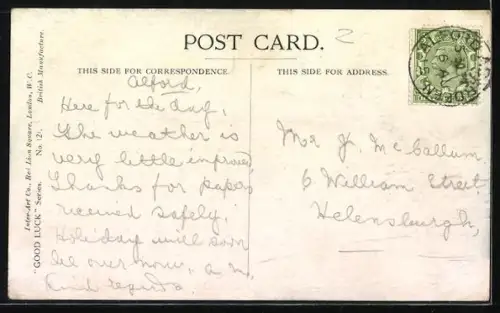 POST CARD.
2
THIS SIDE FOR CORRESPONDENCE.
THIS SIDE FOR ADDRESS.
Inter-Art Co., Red Lion Square, London, W.C.
British Manufacture.
"GOOD LUCK" Series.
ALFORD
ABERDEEN
Alford,
Here for the day,
The weather is
very little improved
Thanks for papers
received safely.
Holiday will soon
be over now,
Kind regards.
Mr J. McCallum
6 William Street
Helensburgh,